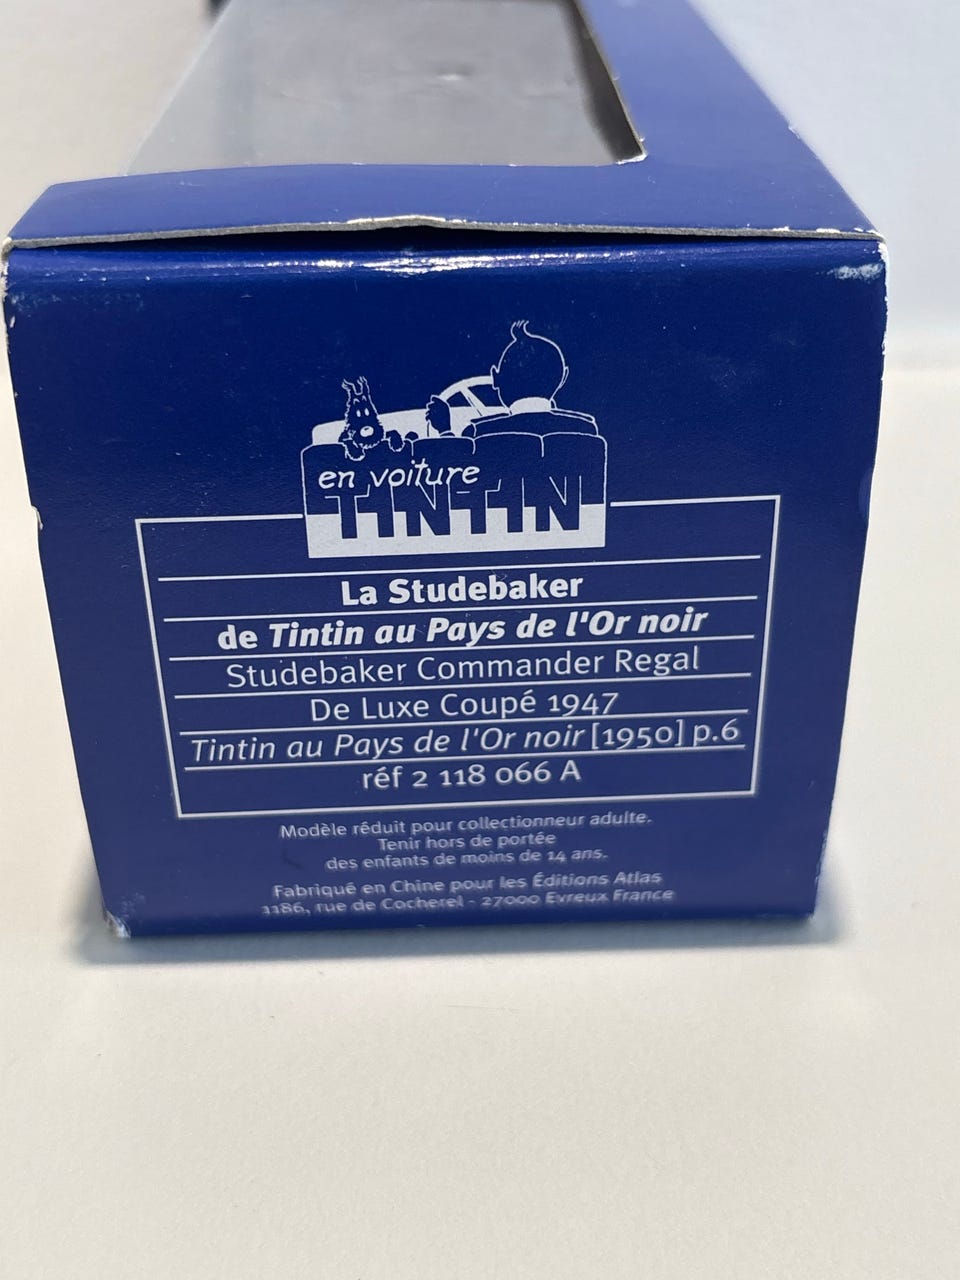 en voiture
TINTIN
La Studebaker
de Tintin au Pays de l'Or noir
Studebaker Commander Regal
De Luxe Coupé 1947
Tintin au Pays de l'Or noir [1950] p.6
réf 2 118 066 A
Modèle réduit pour collectionneur adulte.
Tenir hors de portée
des enfants de moins de 14 ans.
Fabriqué en Chine pour les Éditions Atlas
1186, rue de Cocherel - 27000 Evreux France